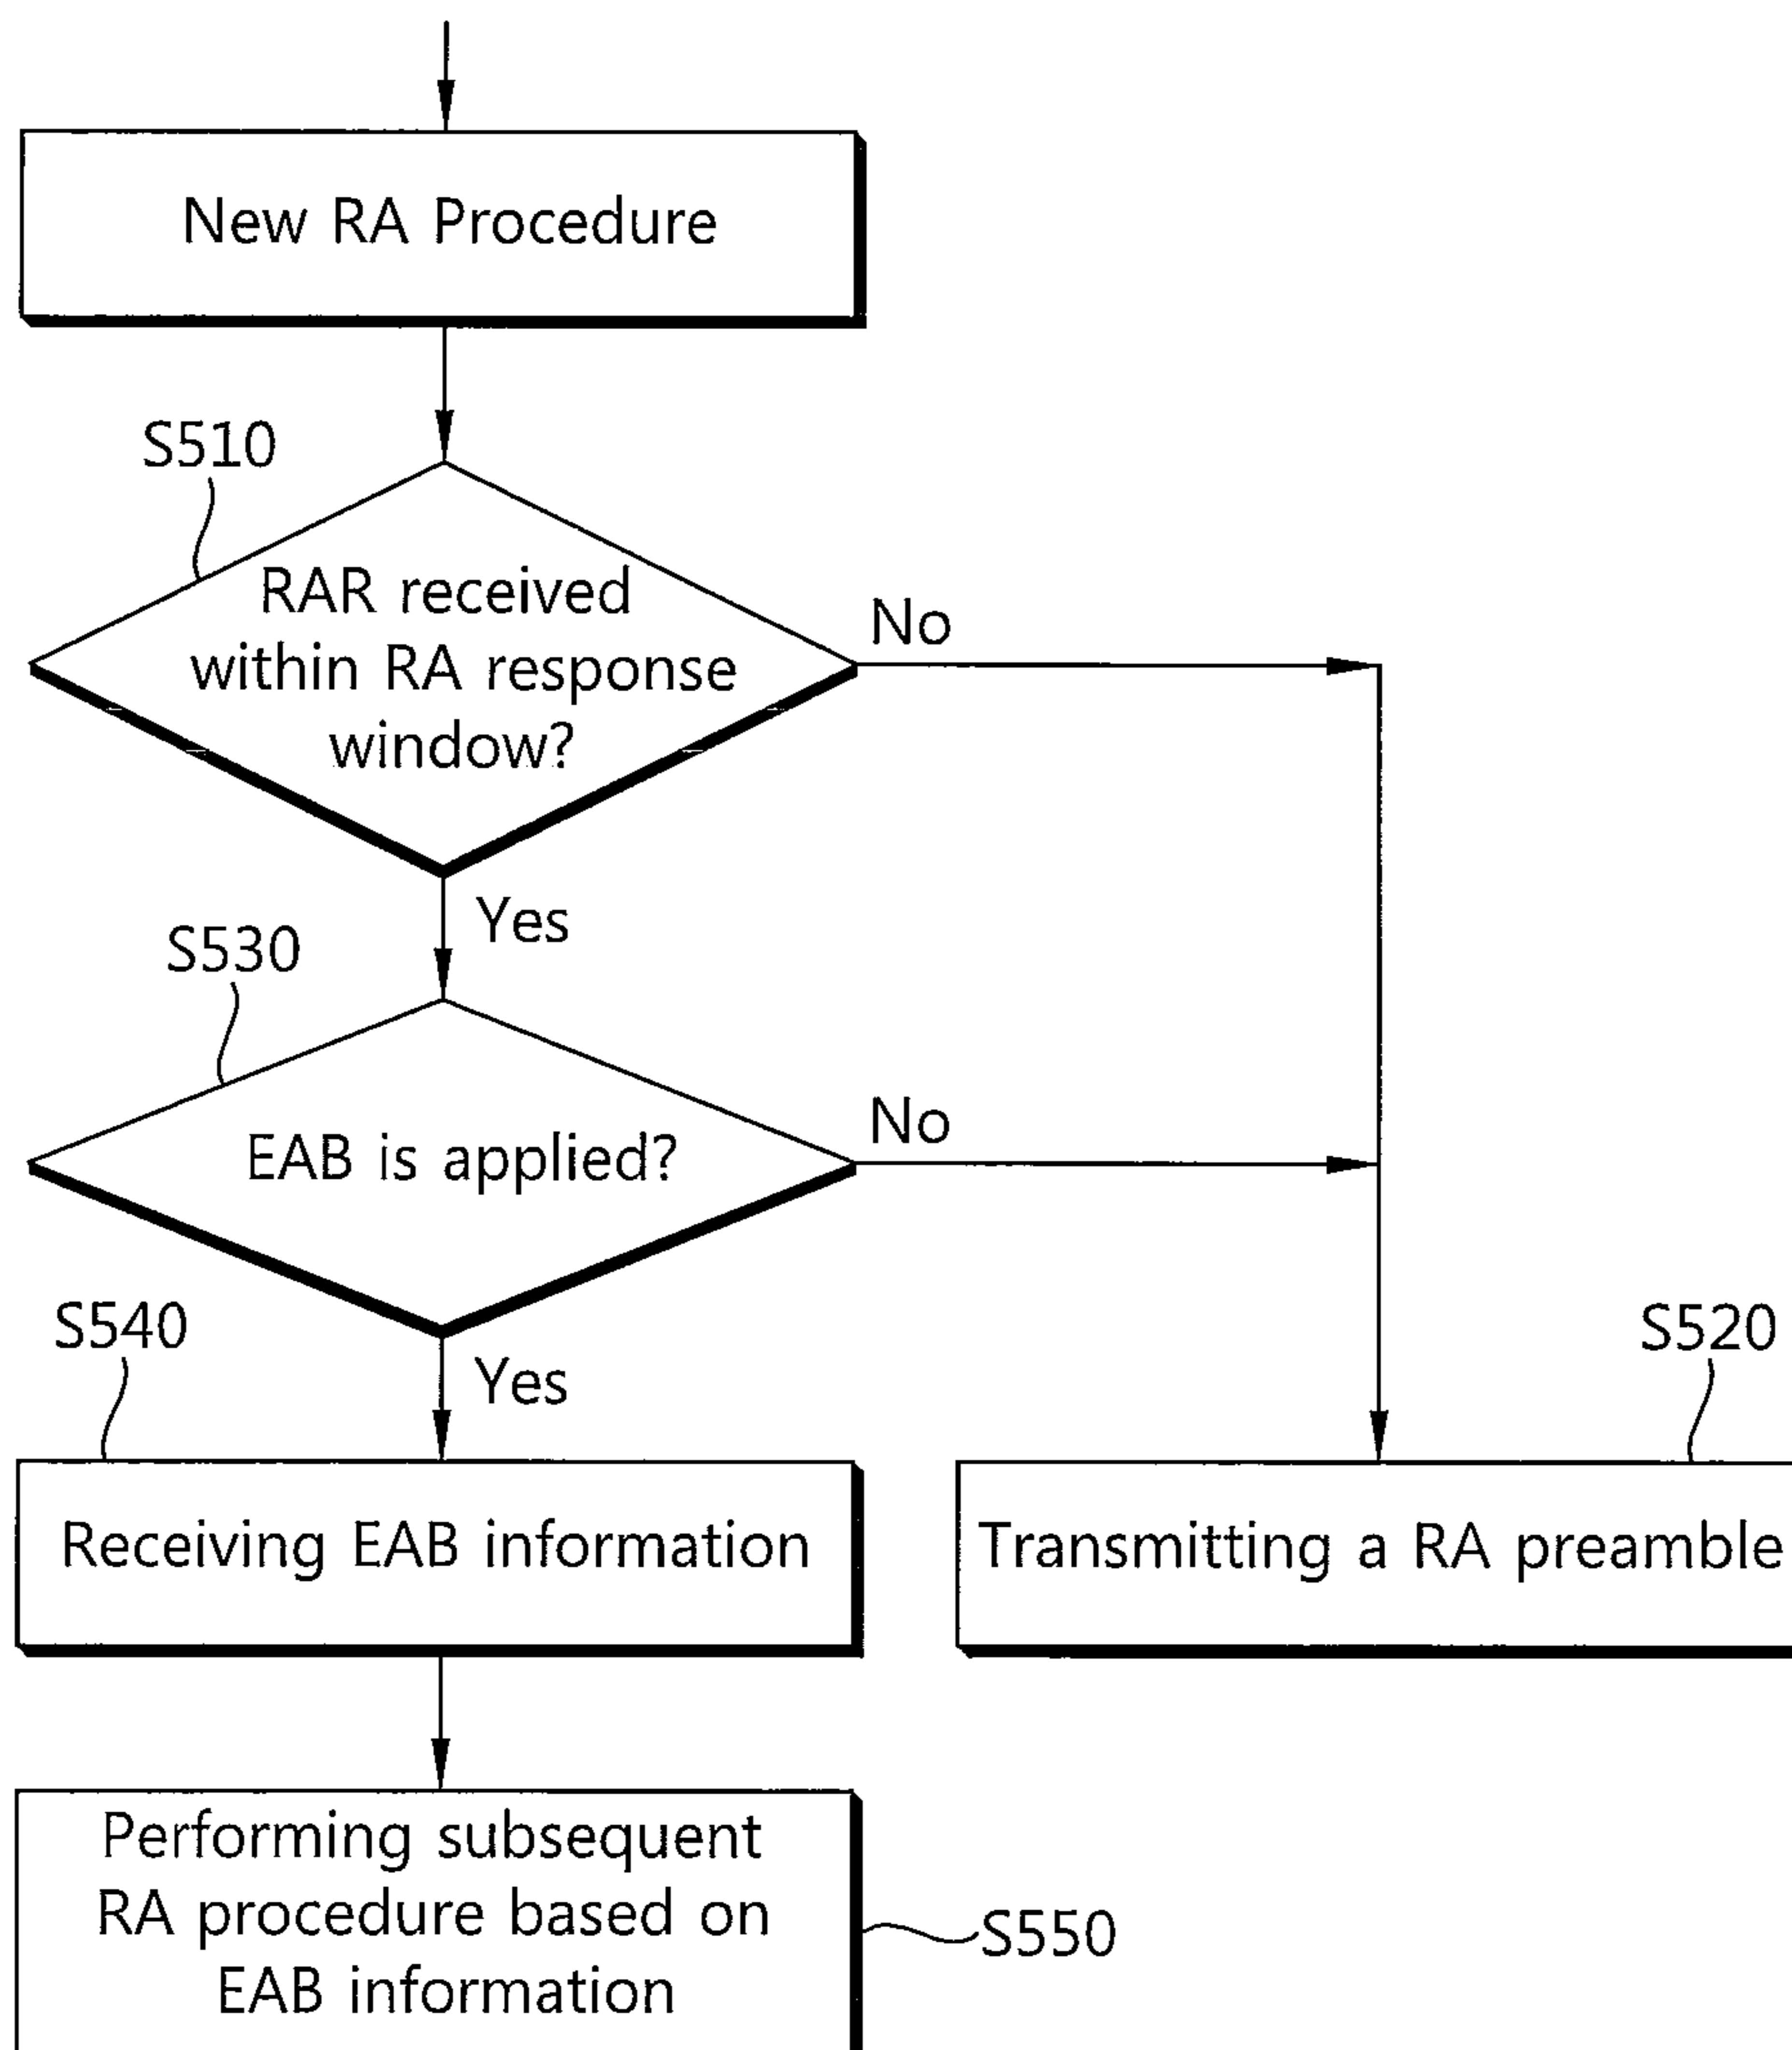 New RA Procedure
S510
RAR received
within RA response
window?
No
Yes
S530
EAB is applied?
No
Yes
S540
Receiving EAB information
S520
Transmitting a RA preamble
Performing subsequent
RA procedure based on
EAB information
S550